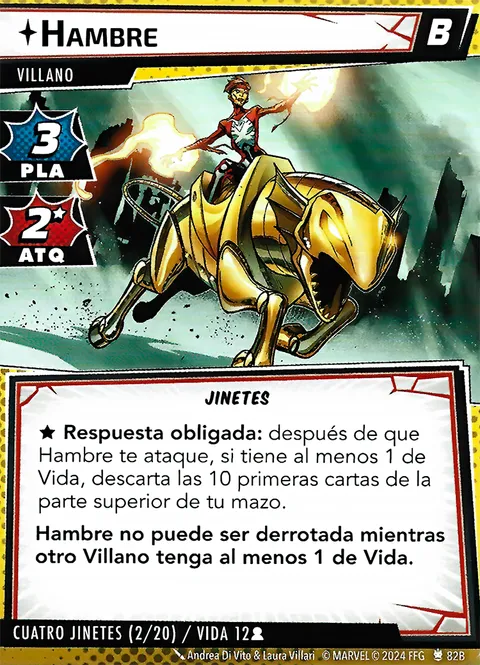 HAMBRE
B
VILLANO
3
PLA
2★
ATQ
JINETES
★ Respuesta obligada: después de que
Hambre te ataque, si tiene al menos 1 de
Vida, descarta las 10 primeras cartas de la
parte superior de tu mazo.
Hambre no puede ser derrotada mientras
otro Villano tenga al menos 1 de Vida.
CUATRO JINETES (2/20) / VIDA 12
Andrea Di Vito & Laura Villari © MARVEL © 2024 FFG 82B